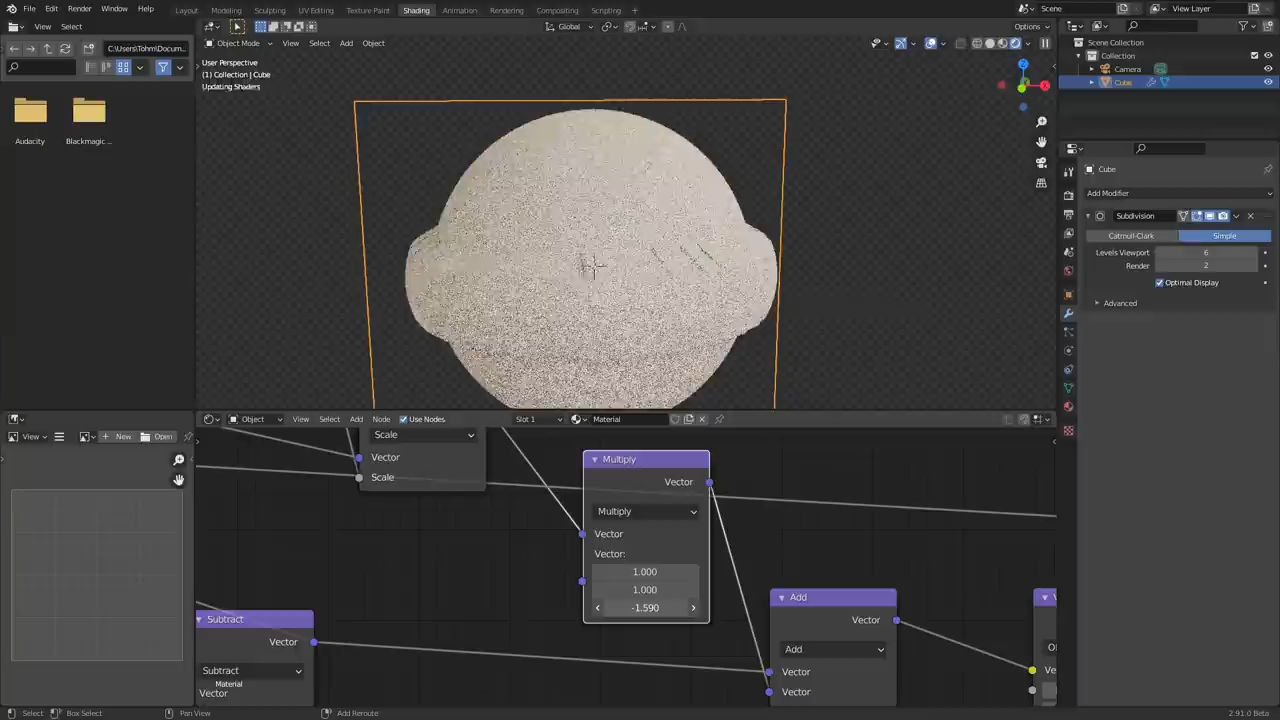 File Edit Render Window Help Layout Modeling Sculpting UV Editing Texture Paint Shading Animation Rendering Compositing Scripting + Scene View Layer
View Select Global Options
C:\Users\Tohm\Docum...
Object Mode View Select Add Object
User Perspective
(1) Collection | Cube
Updating Shaders
Audacity Blackmagic ...
Scene Collection
Collection
Camera
Cube
Cube
Add Modifier
Subdivision
Catmull-Clark Simple
Levels Viewport 6
Render 2
Optimal Display
Advanced
Object View Select Add Node Use Nodes Slot 1 Material
View New Open
Scale
Vector
Scale
Multiply
Vector
Multiply
Vector
Vector:
1.000
1.000
-1.590
Subtract
Vector
Subtract
Material
Vector
Add
Vector
Add
Vector
Vector
Ve
Select Box Select Pan View Add Reroute 2.91.0 Beta